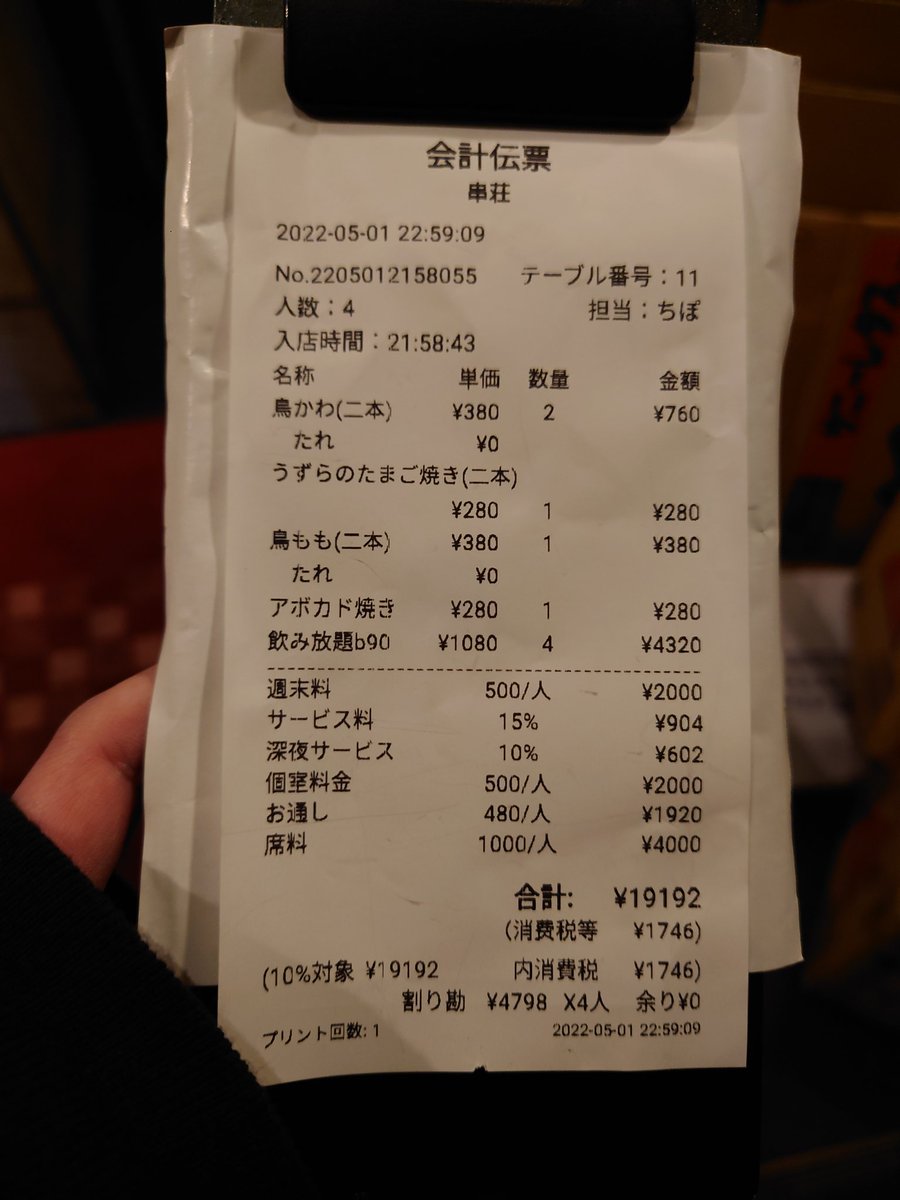 会計伝票
串荘
2022-05-01 22:59:09
No.2205012158055 テーブル番号：11
人数：4 担当：ちぽ
入店時間：21:58:43
名称 単価 数量 金額
鳥かわ(二本) ¥380 2 ¥760
たれ ¥0
うずらのたまご焼き(二本)
¥280 1 ¥280
鳥もも(二本) ¥380 1 ¥380
たれ ¥0
アボカド焼き ¥280 1 ¥280
飲み放題b90 ¥1080 4 ¥4320
週末料 500/人 ¥2000
サービス料 15% ¥904
深夜サービス 10% ¥602
個室料金 500/人 ¥2000
お通し 480/人 ¥1920
席料 1000/人 ¥4000
合計: ¥19192
(消費税等 ¥1746)
(10%対象 ¥19192 内消費税 ¥1746)
割り勘 ¥4798 X4人 余り¥0
プリント回数: 1 2022-05-01 22:59:09